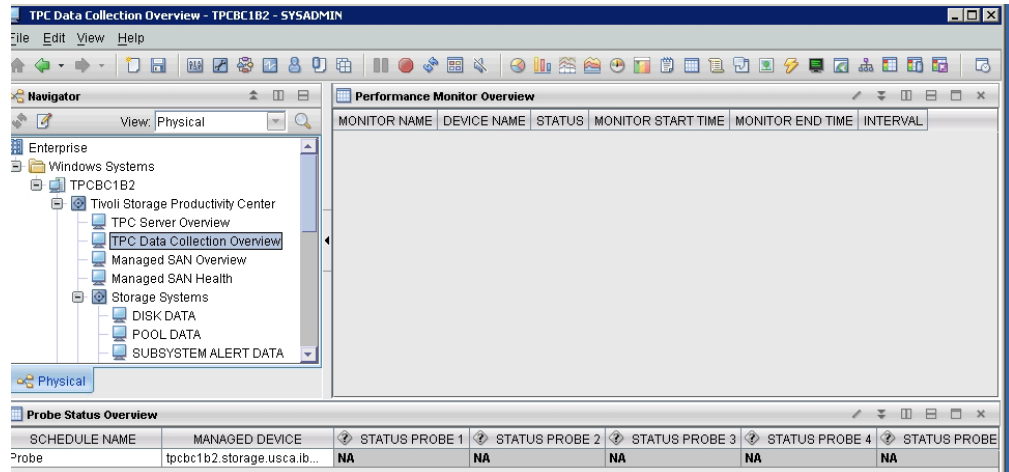 TPC Data Collection Overview - TPCBC1B2 - SYSADMIN
File Edit View Help
Navigator
View: Physical
Enterprise
Windows Systems
TPCBC1B2
Tivoli Storage Productivity Center
TPC Server Overview
TPC Data Collection Overview
Managed SAN Overview
Managed SAN Health
Storage Systems
DISK DATA
POOL DATA
SUBSYSTEM ALERT DATA
Physical
Performance Monitor Overview
MONITOR NAME DEVICE NAME STATUS MONITOR START TIME MONITOR END TIME INTERVAL
Probe Status Overview
SCHEDULE NAME MANAGED DEVICE STATUS PROBE 1 STATUS PROBE 2 STATUS PROBE 3 STATUS PROBE 4 STATUS PROBE
Probe tpcbc1b2.storage.usca.ib... NA NA NA NA NA